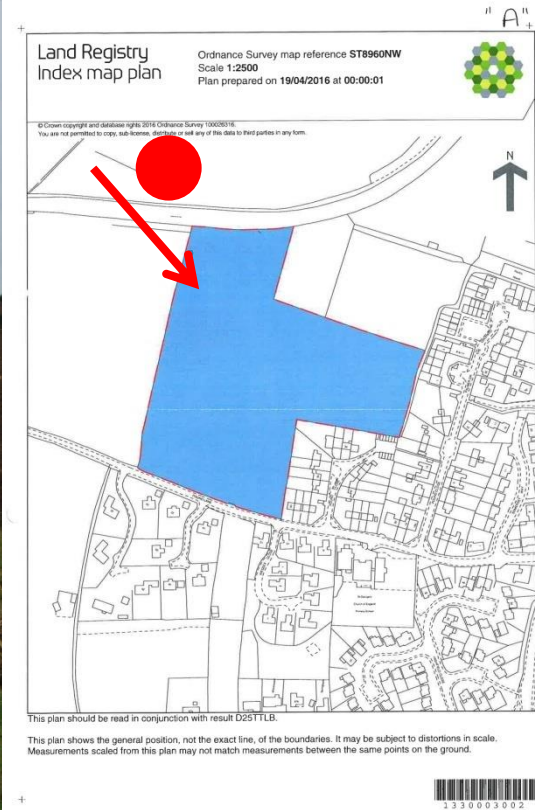 "A"
Land Registry
Index map plan
Ordnance Survey map reference ST8960NW
Scale 1:2500
Plan prepared on 19/04/2016 at 00:00:01
© Crown copyright and database rights 2016 Ordnance Survey 100026316.
You are not permitted to copy, sub-license, distribute or sell any of this data to third parties in any form.
N
This plan should be read in conjunction with result D25TTLB.
This plan shows the general position, not the exact line, of the boundaries. It may be subject to distortions in scale.
Measurements scaled from this plan may not match measurements between the same points on the ground.
1330003002